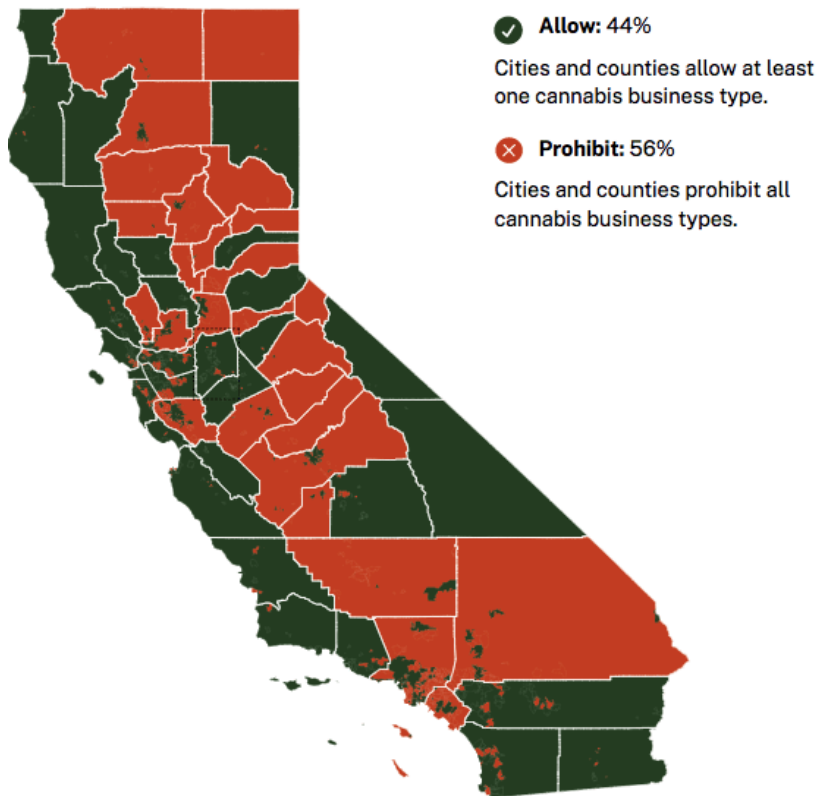 Allow: 44%
Cities and counties allow at least
one cannabis business type.
Prohibit: 56%
Cities and counties prohibit all
cannabis business types.